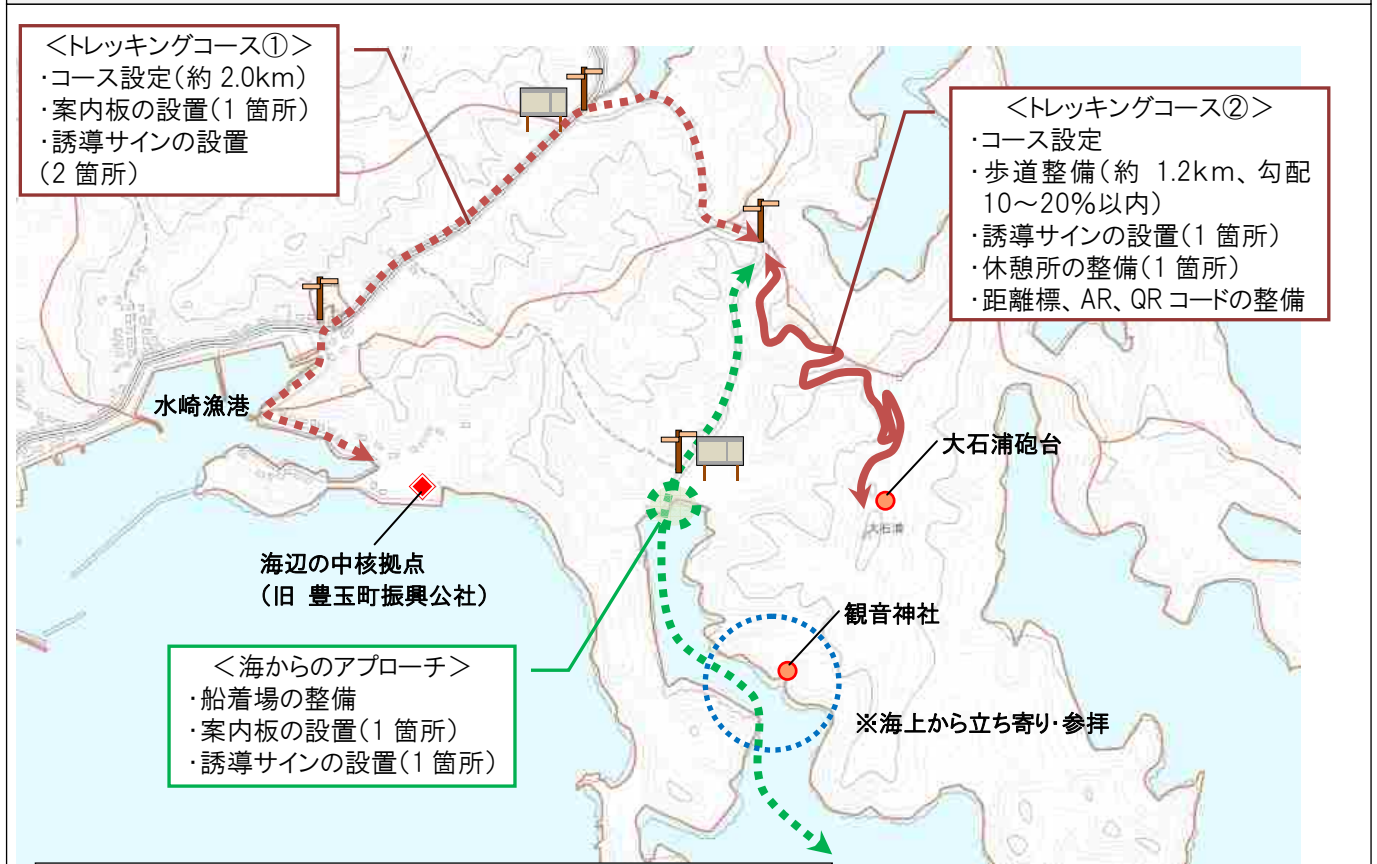 <トレッキングコース①>
・コース設定(約 2.0km)
・案内板の設置(1 箇所)
・誘導サインの設置
(2 箇所)
<トレッキングコース②>
・コース設定
・歩道整備(約 1.2km、勾配
10～20%以内)
・誘導サインの設置(1 箇所)
・休憩所の整備(1 箇所)
・距離標、AR、QR コードの整備
水崎漁港
大石浦砲台
大石浦
海辺の中核拠点
(旧 豊玉町振興公社)
観音神社
<海からのアプローチ>
・船着場の整備
・案内板の設置(1 箇所)
・誘導サインの設置(1 箇所)
※海上から立ち寄り・参拝